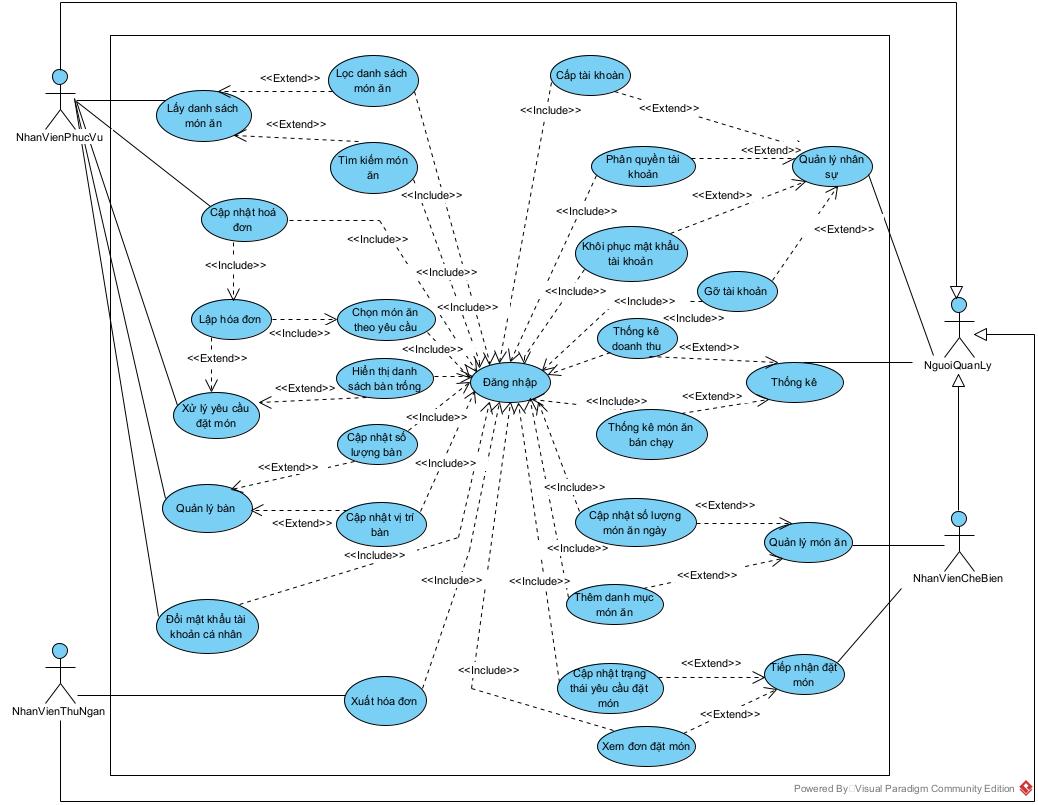 Lọc danh sách
món ăn
<<Extend>>
Lấy danh sách
món ăn
<<Extend>>
Tìm kiếm món
ăn
<<Include>>
NhanVienPhucVu
Cấp tài khoản
<<Include>>
<<Extend>>
<<Extend>>
Phân quyền tài
khoản
Quản lý nhân
sự
<<Extend>>
<<Include>>
<<Extend>>
Cập nhật hoá
đơn
<<Include>>
<<Include>>
<<Include>>
Khôi phục mật khẩu
tài khoản
<<Include>>
Gỡ tài khoản
<<Include>>
<<Include>>
Lập hóa đơn
<<Include>>
Chọn món ăn
theo yêu cầu
<<Include>>
<<Include>>
Thống kê
doanh thu
<<Extend>>
NguoiQuanLy
<<Extend>>
Hiển thị danh
sách bàn trống
<<Include>>
<<Extend>>
Đăng nhập
Thống kê
<<Include>>
<<Extend>>
Xử lý yêu cầu
đặt món
<<Include>>
Thống kê món ăn
bán chạy
Cập nhật số
lượng bàn
<<Extend>>
<<Include>>
<<Include>>
Quản lý bàn
<<Extend>>
Cập nhật vị trí
bàn
Cập nhật số lượng
món ăn ngày
<<Extend>>
Quản lý món ăn
<<Include>>
<<Include>>
NhanVienCheBien
<<Include>>
<<Include>>
<<Extend>>
Thêm danh mục
món ăn
Đổi mật khẩu tài
khoản cá nhân
<<Include>>
Cập nhật trạng
thái yêu cầu đặt
món
<<Extend>>
Tiếp nhận đặt
món
<<Extend>>
Xem đơn đặt món
Xuất hóa đơn
NhanVienThuNgan
Powered By Visual Paradigm Community Edition